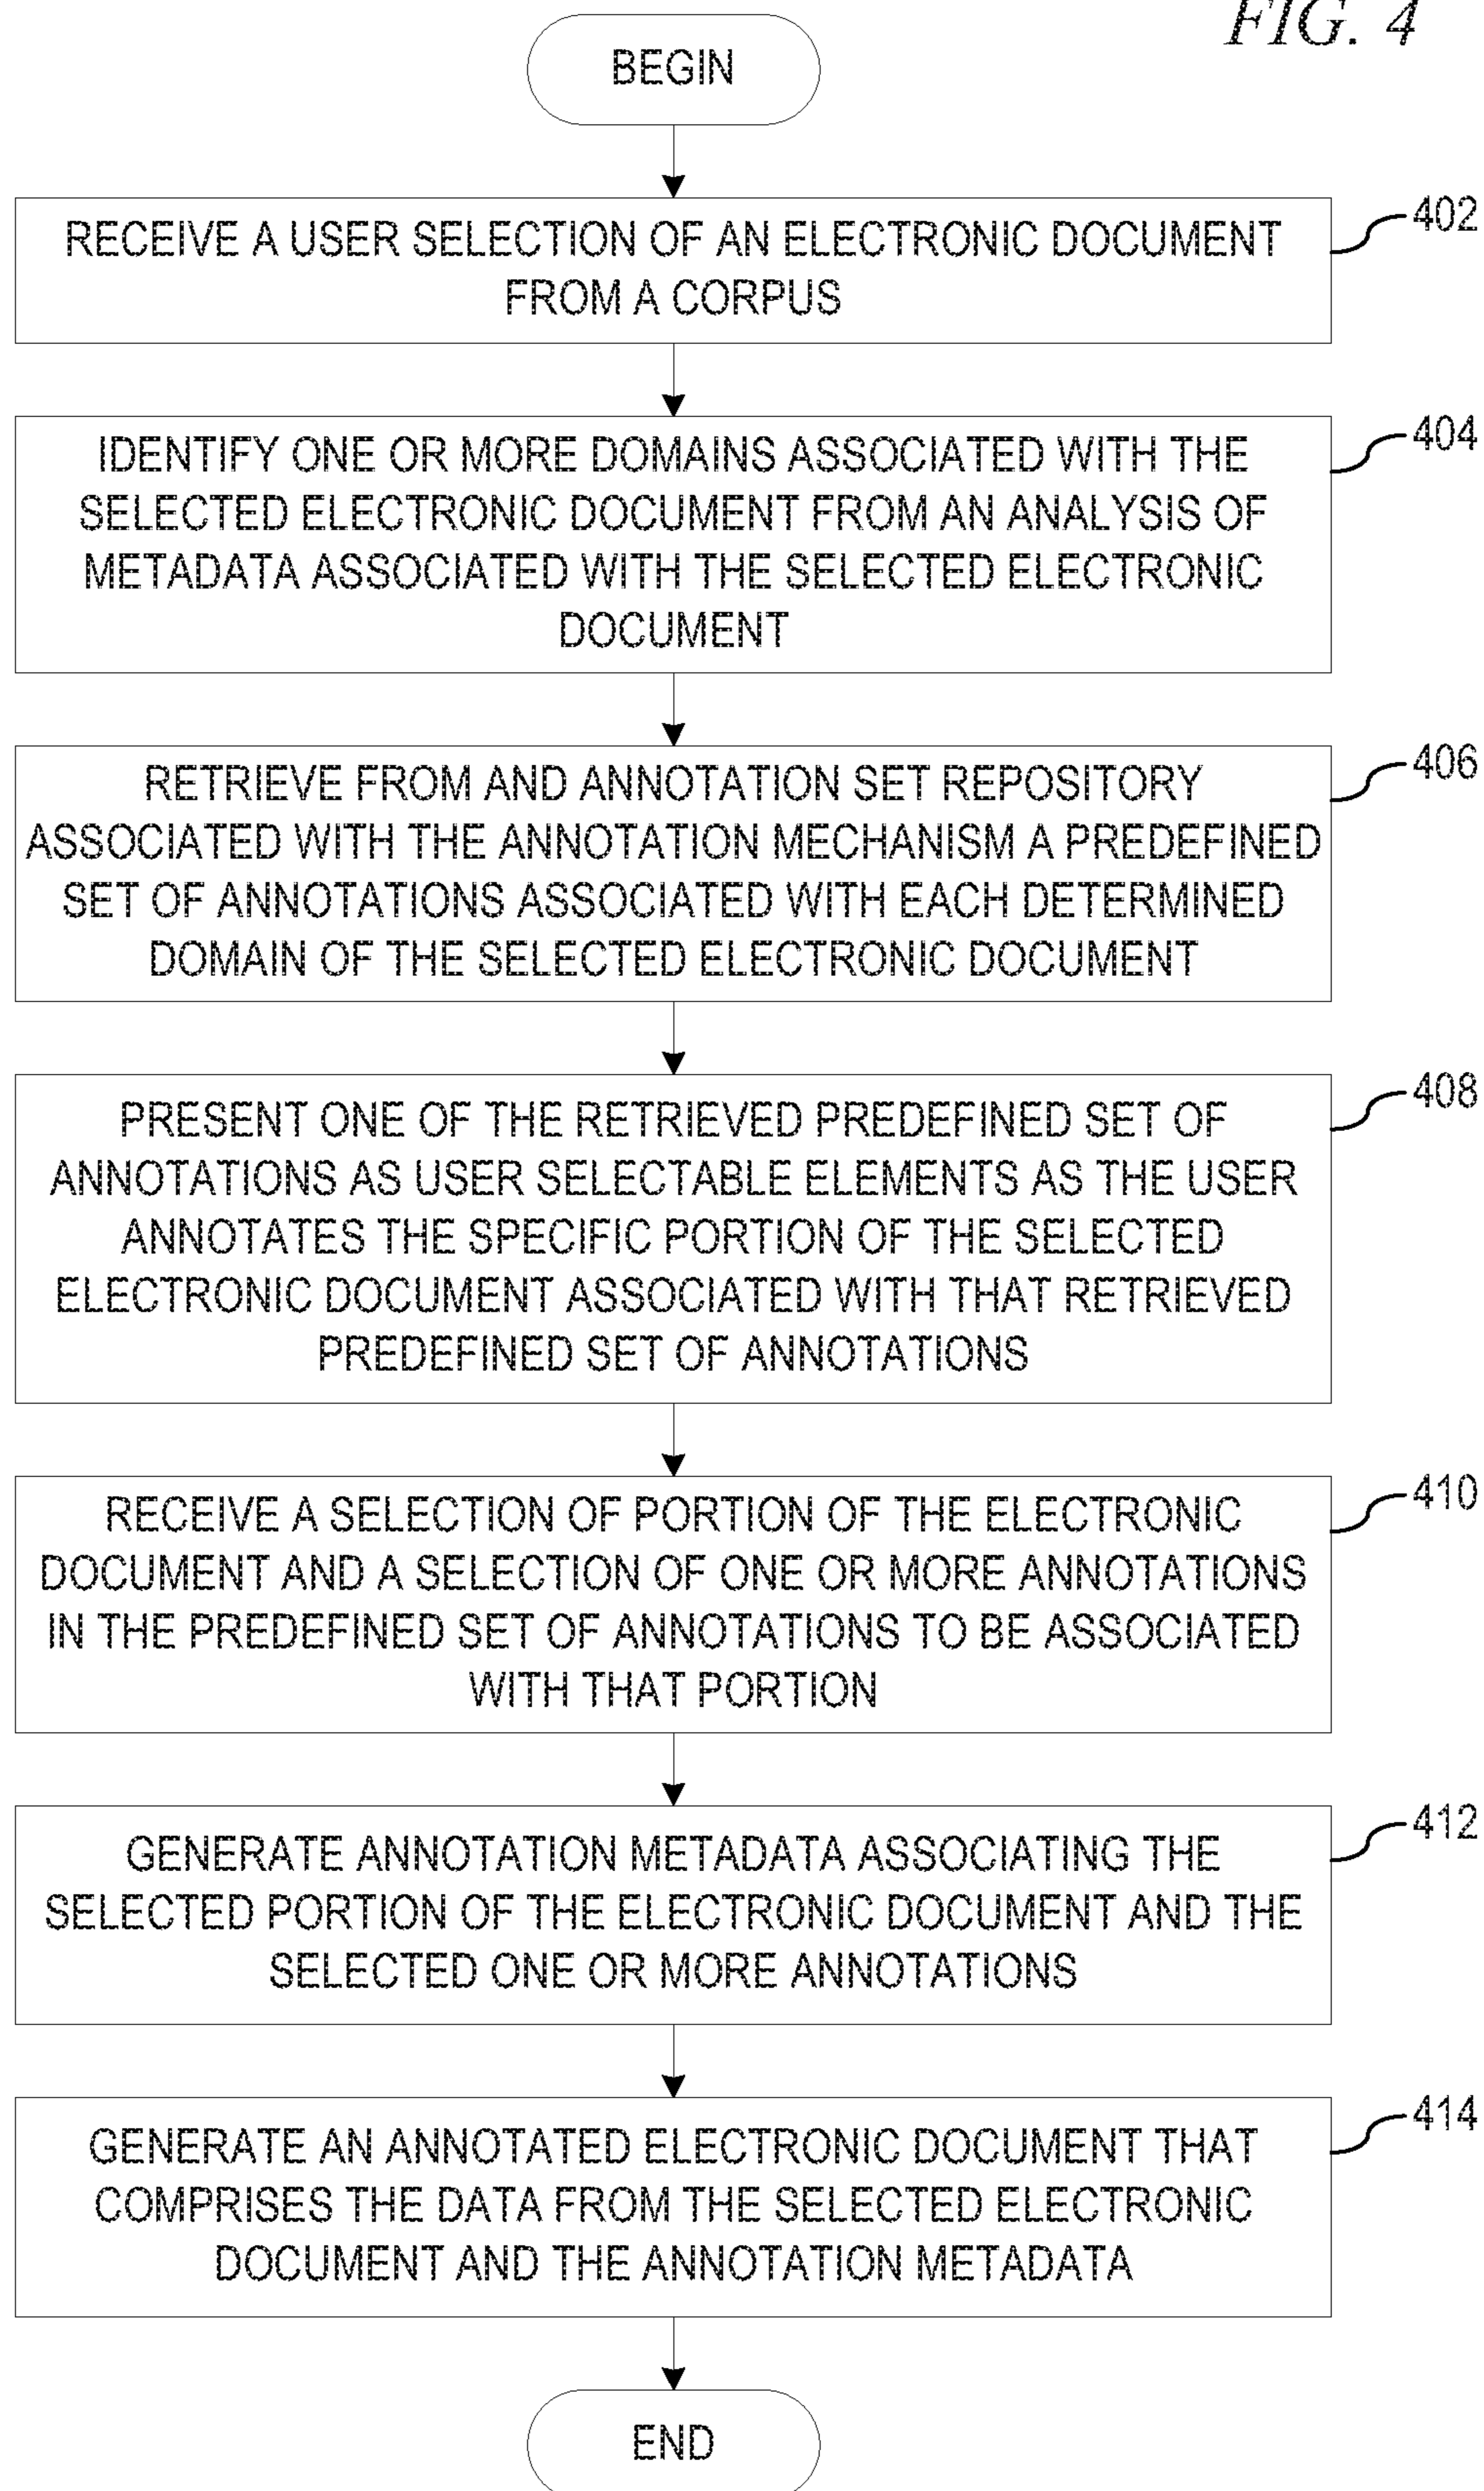 FIG. 4
BEGIN
RECEIVE A USER SELECTION OF AN ELECTRONIC DOCUMENT
FROM A CORPUS
402
IDENTIFY ONE OR MORE DOMAINS ASSOCIATED WITH THE
SELECTED ELECTRONIC DOCUMENT FROM AN ANALYSIS OF
METADATA ASSOCIATED WITH THE SELECTED ELECTRONIC
DOCUMENT
404
RETRIEVE FROM AND ANNOTATION SET REPOSITORY
ASSOCIATED WITH THE ANNOTATION MECHANISM A PREDEFINED
SET OF ANNOTATIONS ASSOCIATED WITH EACH DETERMINED
DOMAIN OF THE SELECTED ELECTRONIC DOCUMENT
406
PRESENT ONE OF THE RETRIEVED PREDEFINED SET OF
ANNOTATIONS AS USER SELECTABLE ELEMENTS AS THE USER
ANNOTATES THE SPECIFIC PORTION OF THE SELECTED
ELECTRONIC DOCUMENT ASSOCIATED WITH THAT RETRIEVED
PREDEFINED SET OF ANNOTATIONS
408
RECEIVE A SELECTION OF PORTION OF THE ELECTRONIC
DOCUMENT AND A SELECTION OF ONE OR MORE ANNOTATIONS
IN THE PREDEFINED SET OF ANNOTATIONS TO BE ASSOCIATED
WITH THAT PORTION
410
GENERATE ANNOTATION METADATA ASSOCIATING THE
SELECTED PORTION OF THE ELECTRONIC DOCUMENT AND THE
SELECTED ONE OR MORE ANNOTATIONS
412
GENERATE AN ANNOTATED ELECTRONIC DOCUMENT THAT
COMPRISES THE DATA FROM THE SELECTED ELECTRONIC
DOCUMENT AND THE ANNOTATION METADATA
414
END